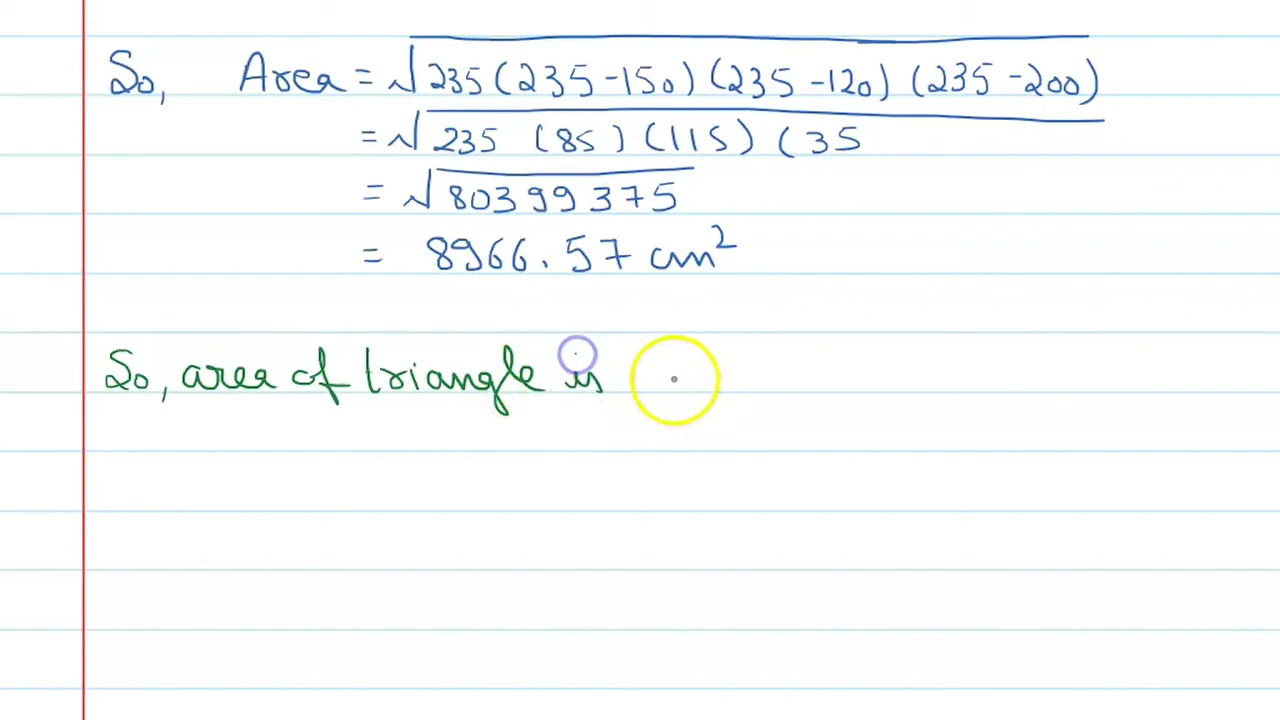 So, Area = √235(235-150)(235-120)(235-200)
= √235 (85) (115) (35
= √80399375
= 8966.57 cm²
So, area of triangle is